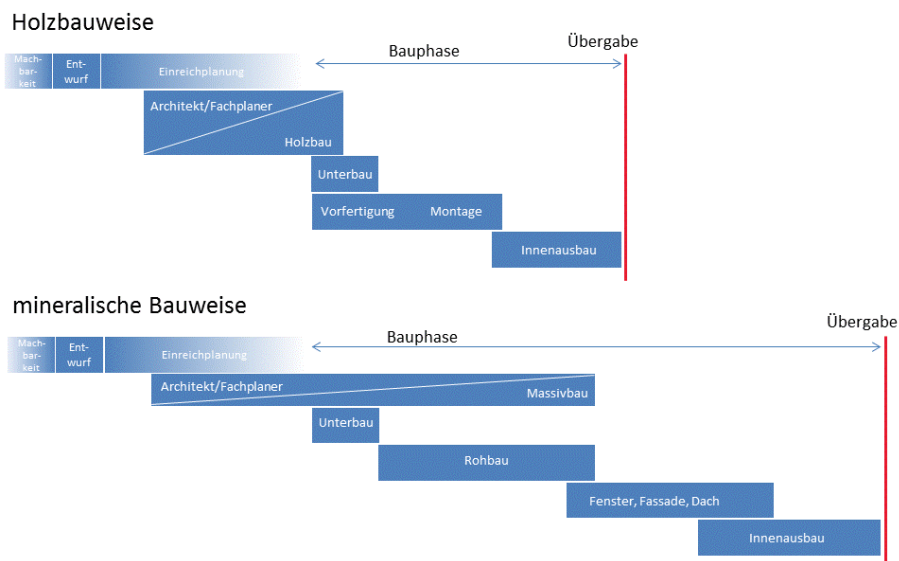 Holzbauweise
Übergabe
Bauphase
Mach-
bar-
keit
Ent-
wurf
Einreichplanung
Architekt/Fachplaner
Holzbau
Unterbau
Vorfertigung Montage
Innenausbau
mineralische Bauweise
Übergabe
Bauphase
Mach-
bar-
keit
Ent-
wurf
Einreichplanung
Architekt/Fachplaner
Massivbau
Unterbau
Rohbau
Fenster, Fassade, Dach
Innenausbau